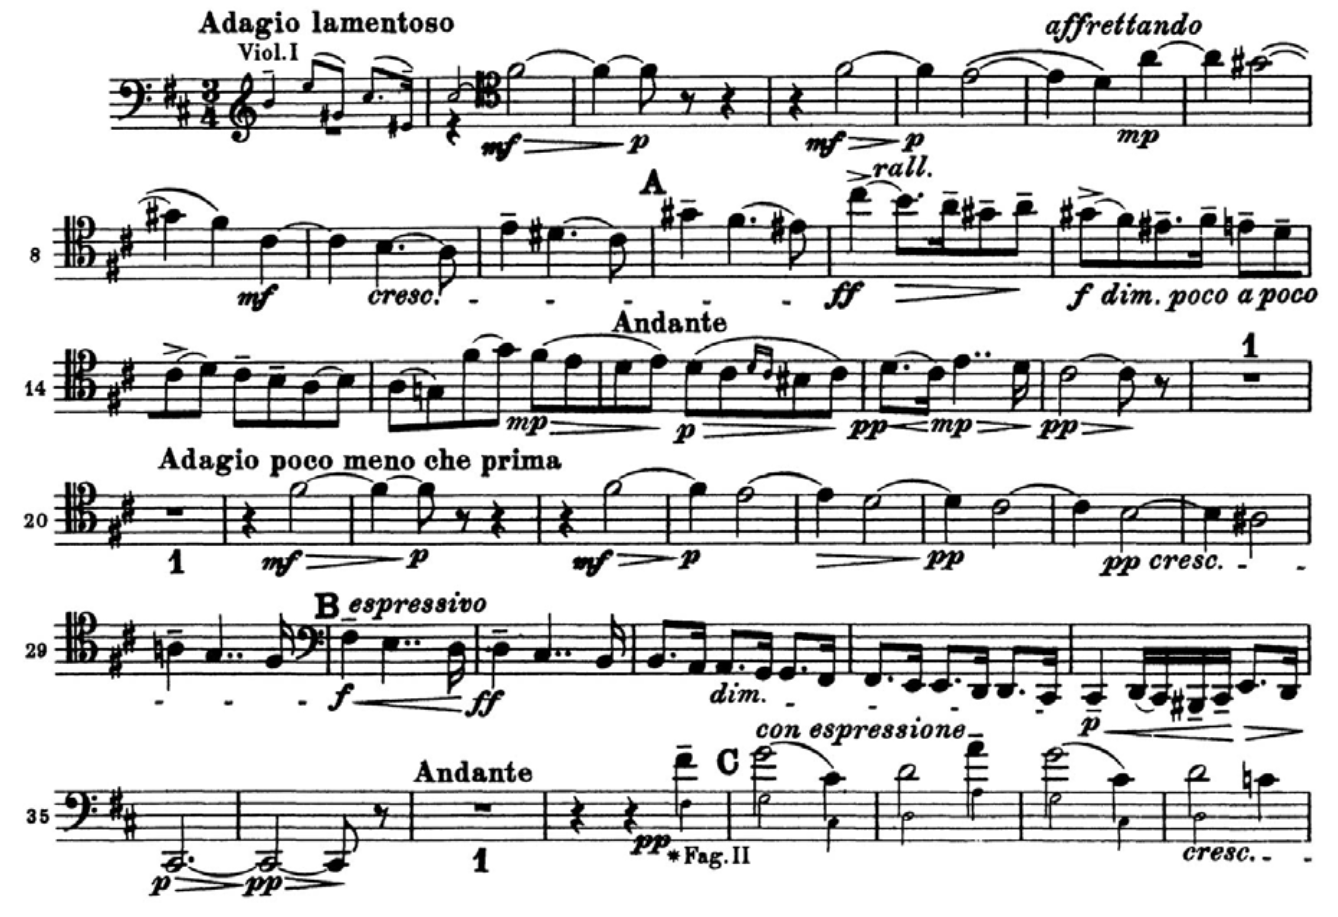 Adagio lamentoso
affrettando
Viol. I
3
4
mf p mf p mp
A rall.
8
mf cresc. ff f dim. poco a poco
Andante
14
1
mp p pp mp pp
Adagio poco meno che prima
20
1 mf p mf p pp pp cresc.
B espressivo
29
f ff dim. p
con espressione
Andante C
35
pp *Fag. II cresc.
p pp 1